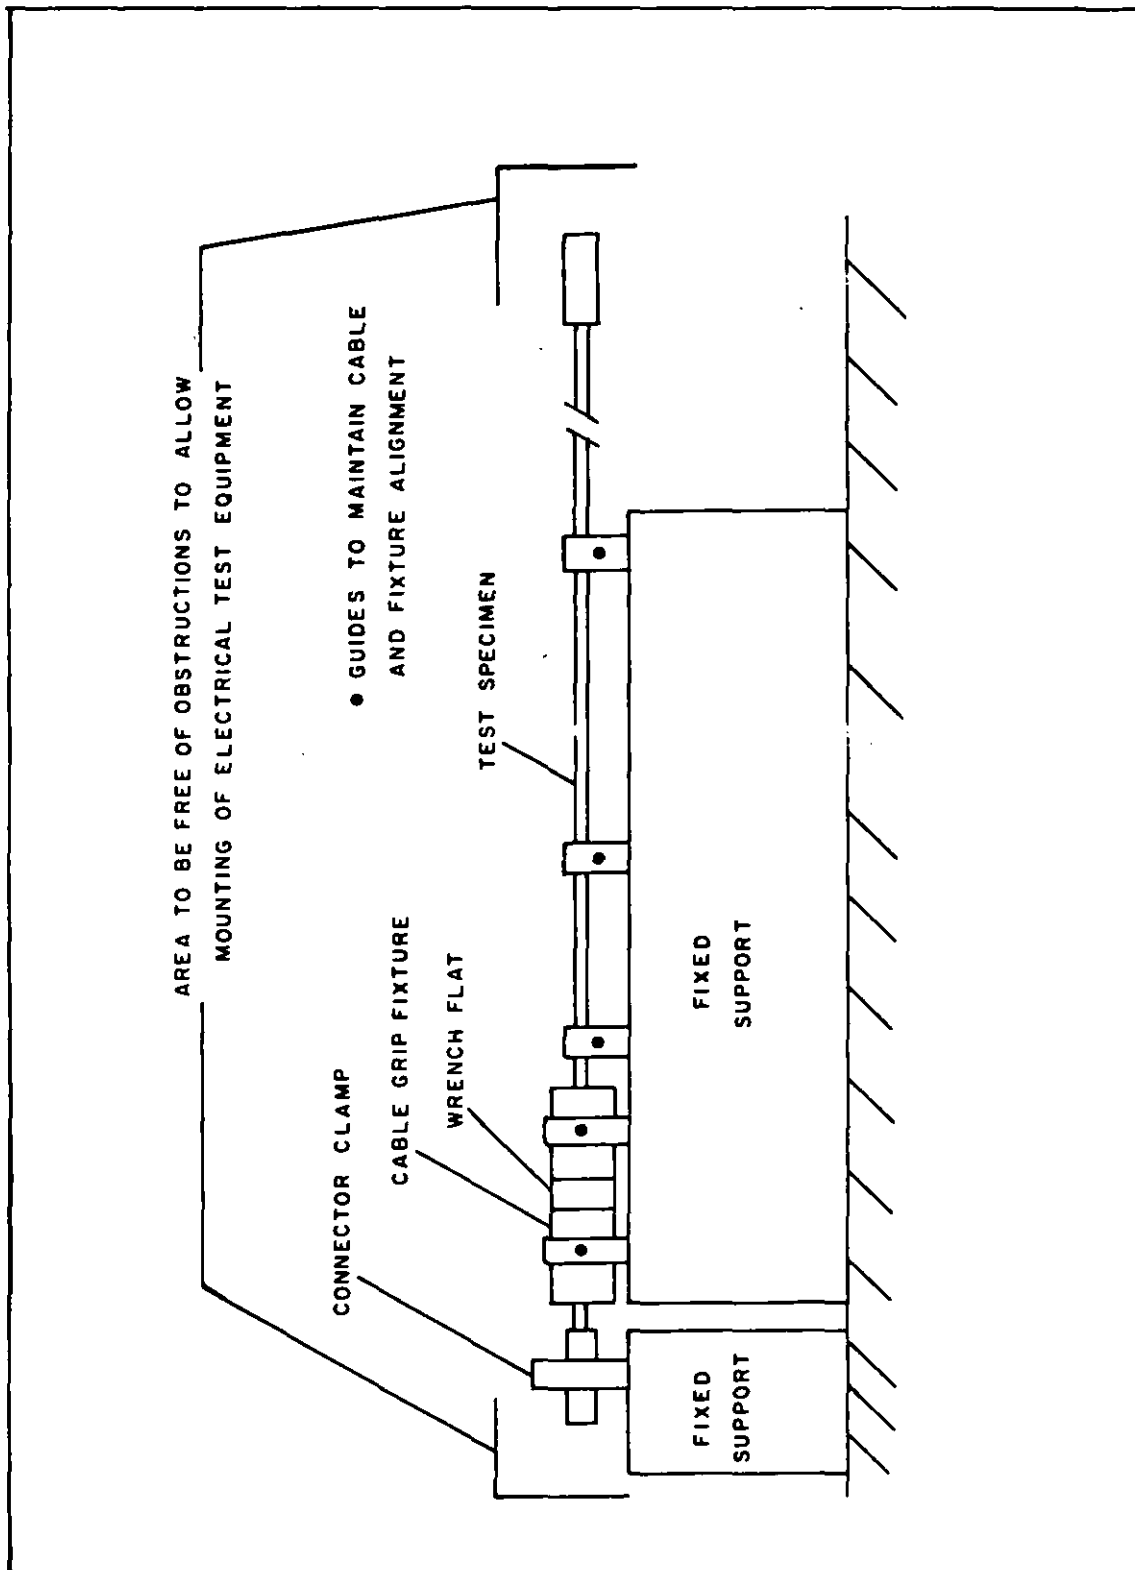 AREA TO BE FREE OF OBSTRUCTIONS TO ALLOW
MOUNTING OF ELECTRICAL TEST EQUIPMENT
● GUIDES TO MAINTAIN CABLE
AND FIXTURE ALIGNMENT
CONNECTOR CLAMP
CABLE GRIP FIXTURE
WRENCH FLAT
TEST SPECIMEN
FIXED
SUPPORT
FIXED
SUPPORT